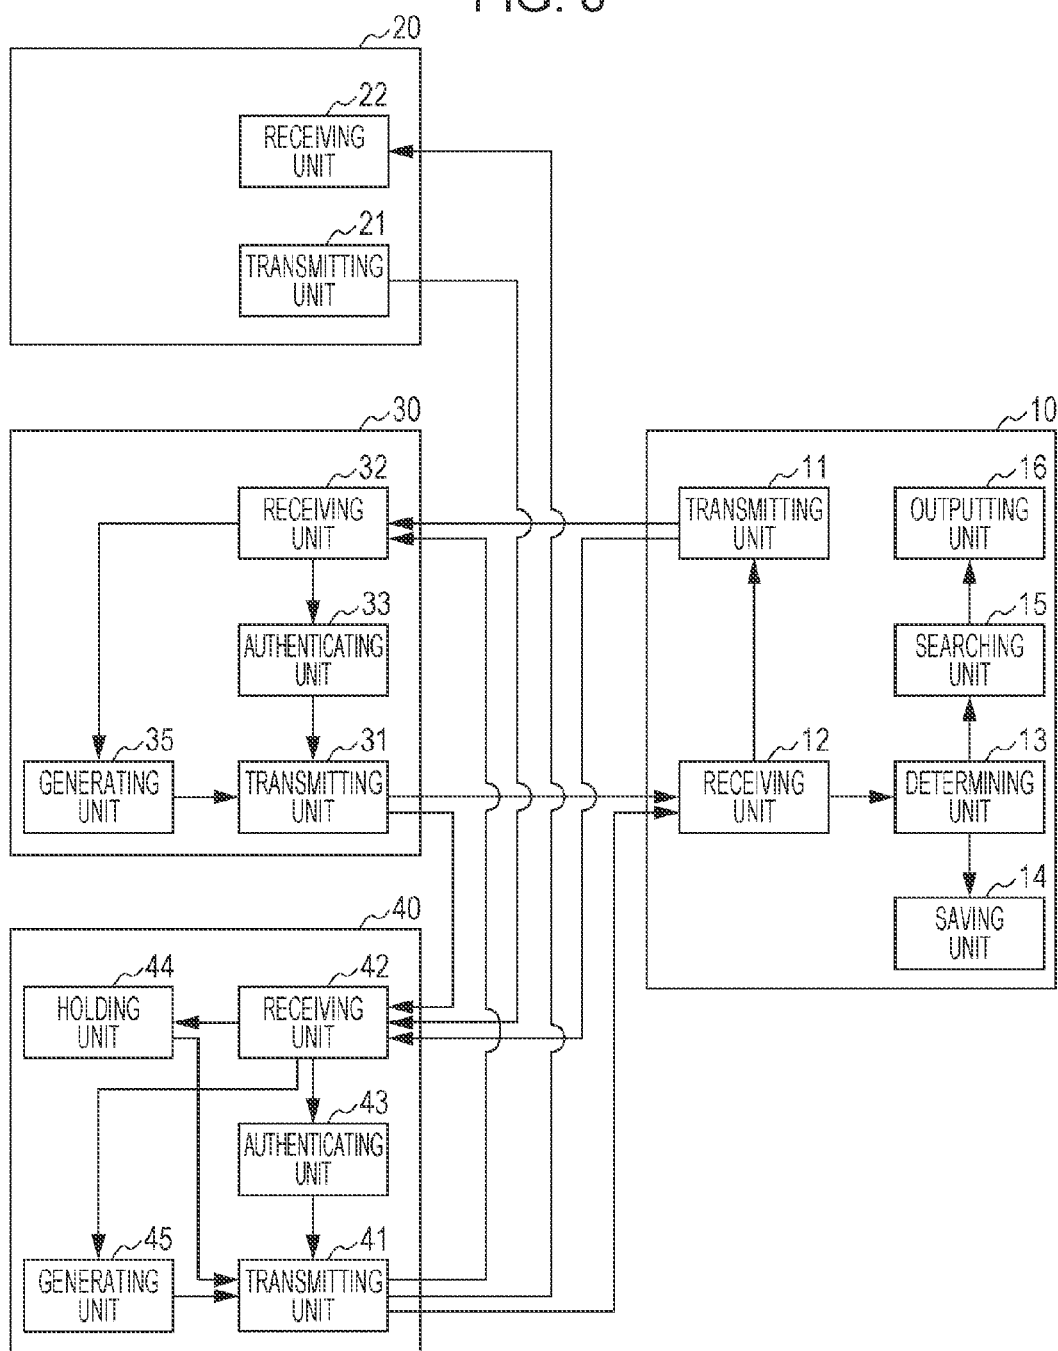 20
22
RECEIVING
UNIT
21
TRANSMITTING
UNIT
30
32
RECEIVING
UNIT
33
AUTHENTICATING
UNIT
35
GENERATING
UNIT
31
TRANSMITTING
UNIT
10
11
TRANSMITTING
UNIT
16
OUTPUTTING
UNIT
15
SEARCHING
UNIT
12
RECEIVING
UNIT
13
DETERMINING
UNIT
14
SAVING
UNIT
40
44
HOLDING
UNIT
42
RECEIVING
UNIT
43
AUTHENTICATING
UNIT
45
GENERATING
UNIT
41
TRANSMITTING
UNIT